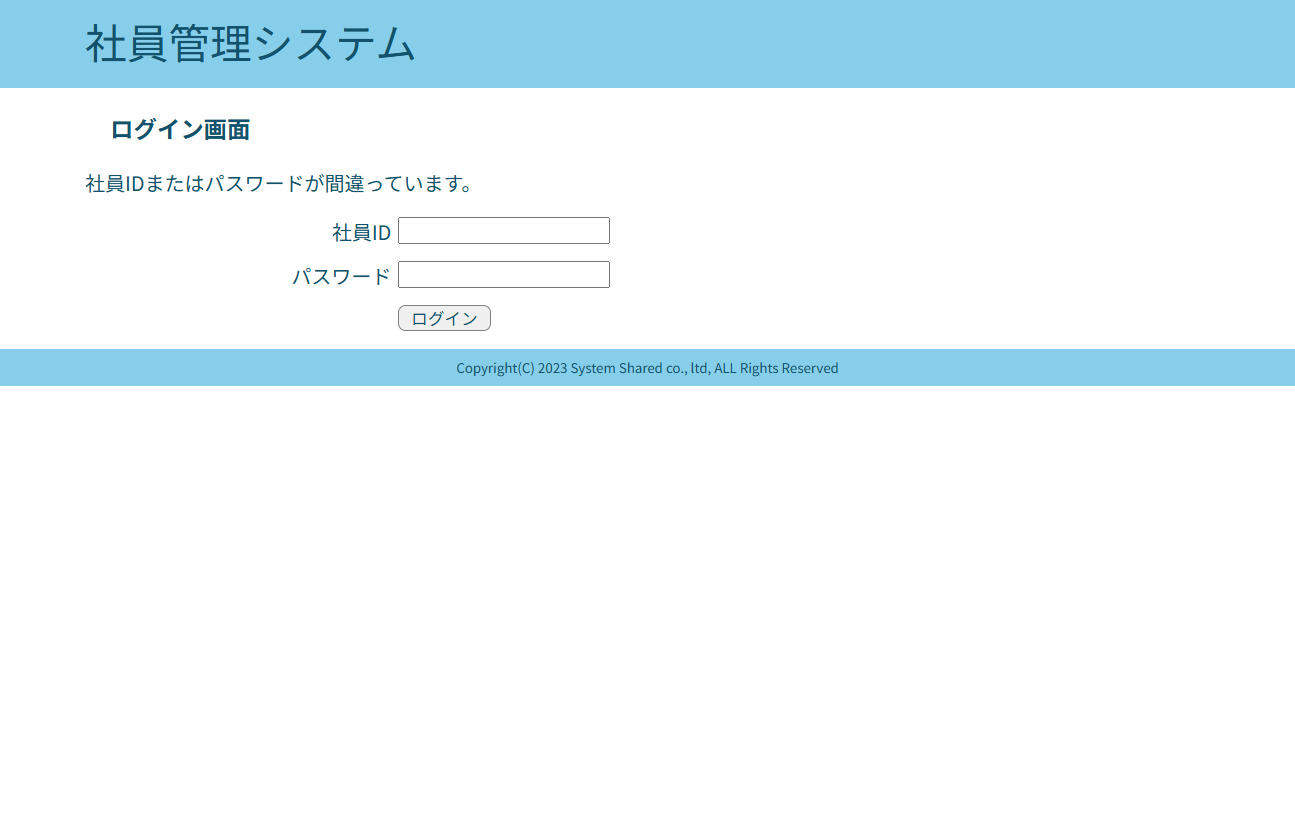 社員管理システム
ログイン画面
社員IDまたはパスワードが間違っています。
社員ID
パスワード
ログイン
Copyright(C) 2023 System Shared co., ltd, ALL Rights Reserved